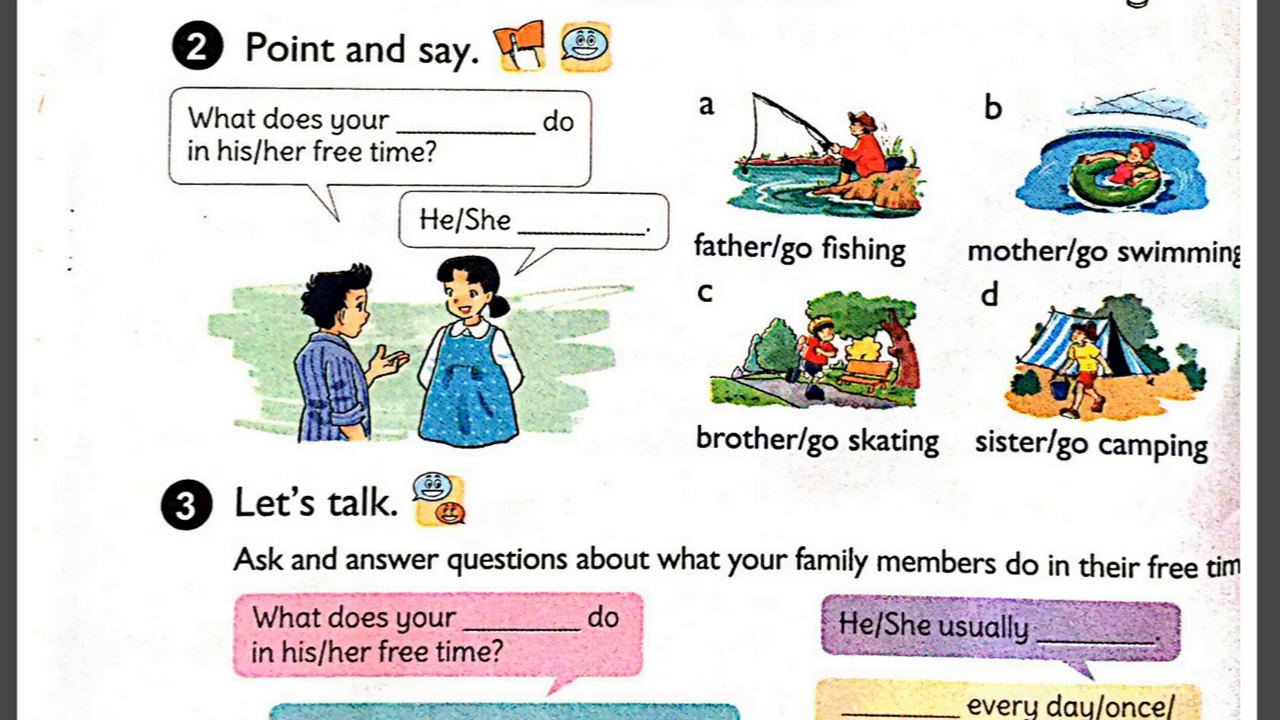 2 Point and say.
What does your __________ do
in his/her free time?
He/She __________.
a
father/go fishing
b
mother/go swimming
c
brother/go skating
d
sister/go camping
3 Let's talk.
Ask and answer questions about what your family members do in their free tim
What does your ________ do
in his/her free time?
He/She usually ________.
________ every day/once/